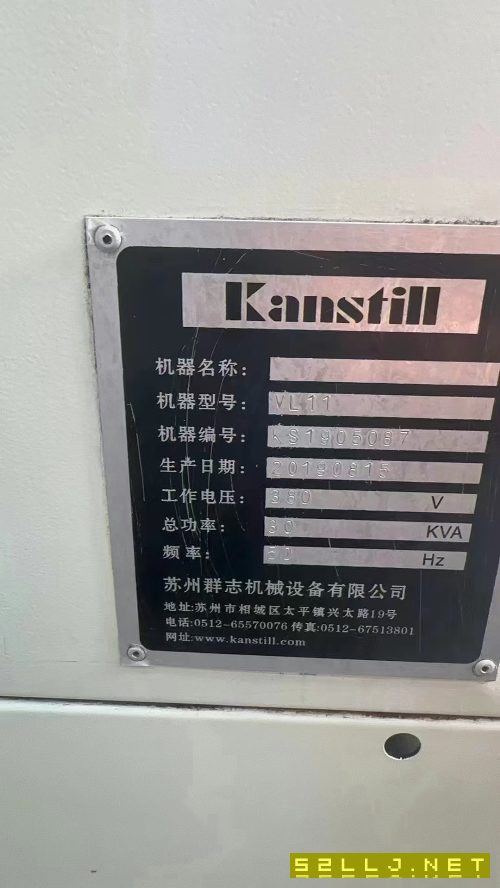 Kanstill
机器名称：
机器型号： VL11
机器编号： KS1905087
生产日期： 20190815
工作电压： 380 V
总功率： 30 KVA
频率： 50 Hz
苏州群志机械设备有限公司
地址:苏州市相城区太平镇兴太路19号
电话:0512-65570076 传真:0512-67513801
网址:www.kanstill.com
52LLJ.NET